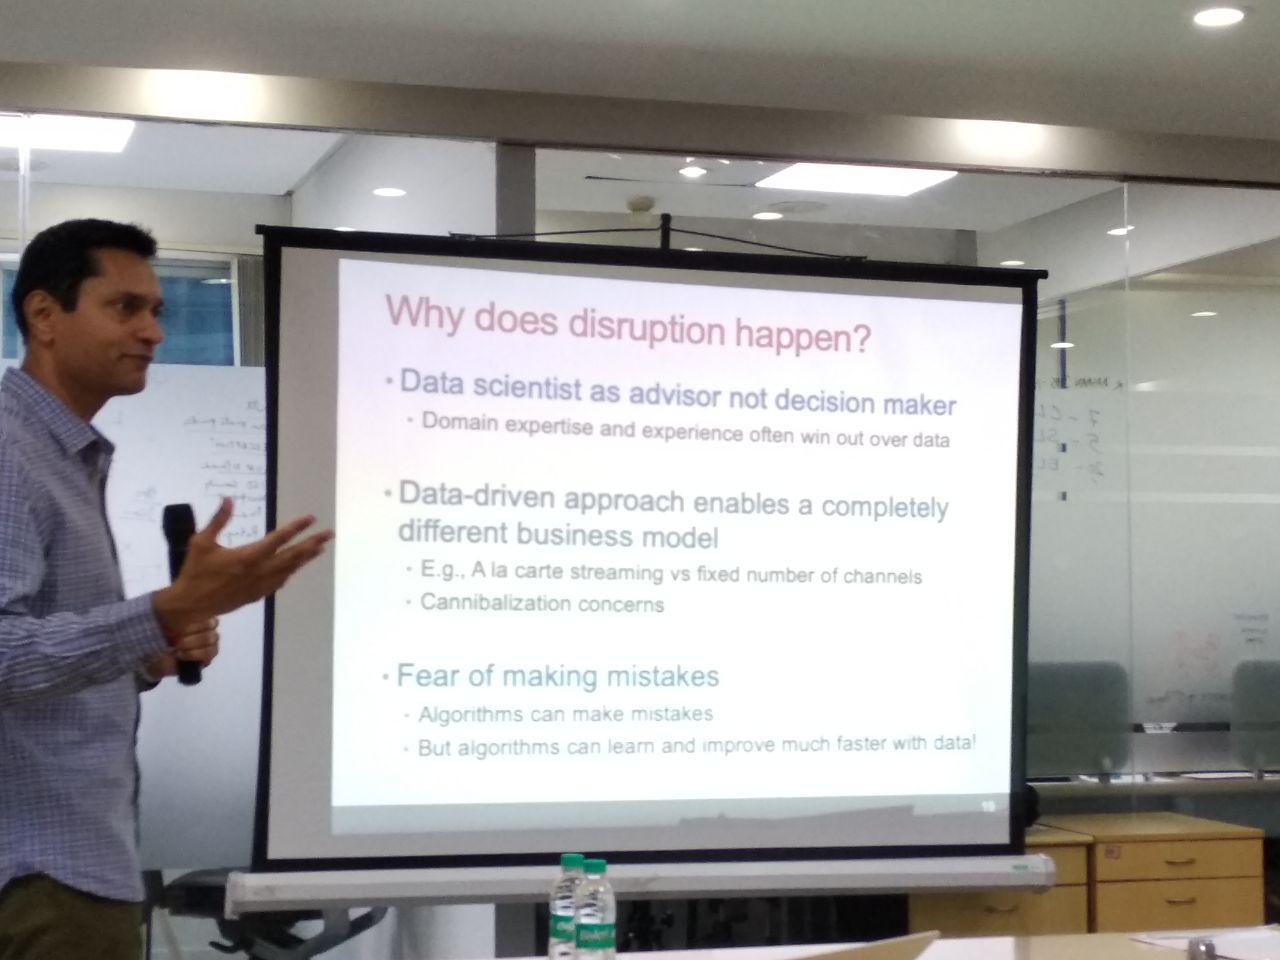 Why does disruption happen?
• Data scientist as advisor not decision maker
• Domain expertise and experience often win out over data
• Data-driven approach enables a completely
different business model
• E.g., A la carte streaming vs fixed number of channels
• Cannibalization concerns
• Fear of making mistakes
• Algorithms can make mistakes
• But algorithms can learn and improve much faster with data!
19